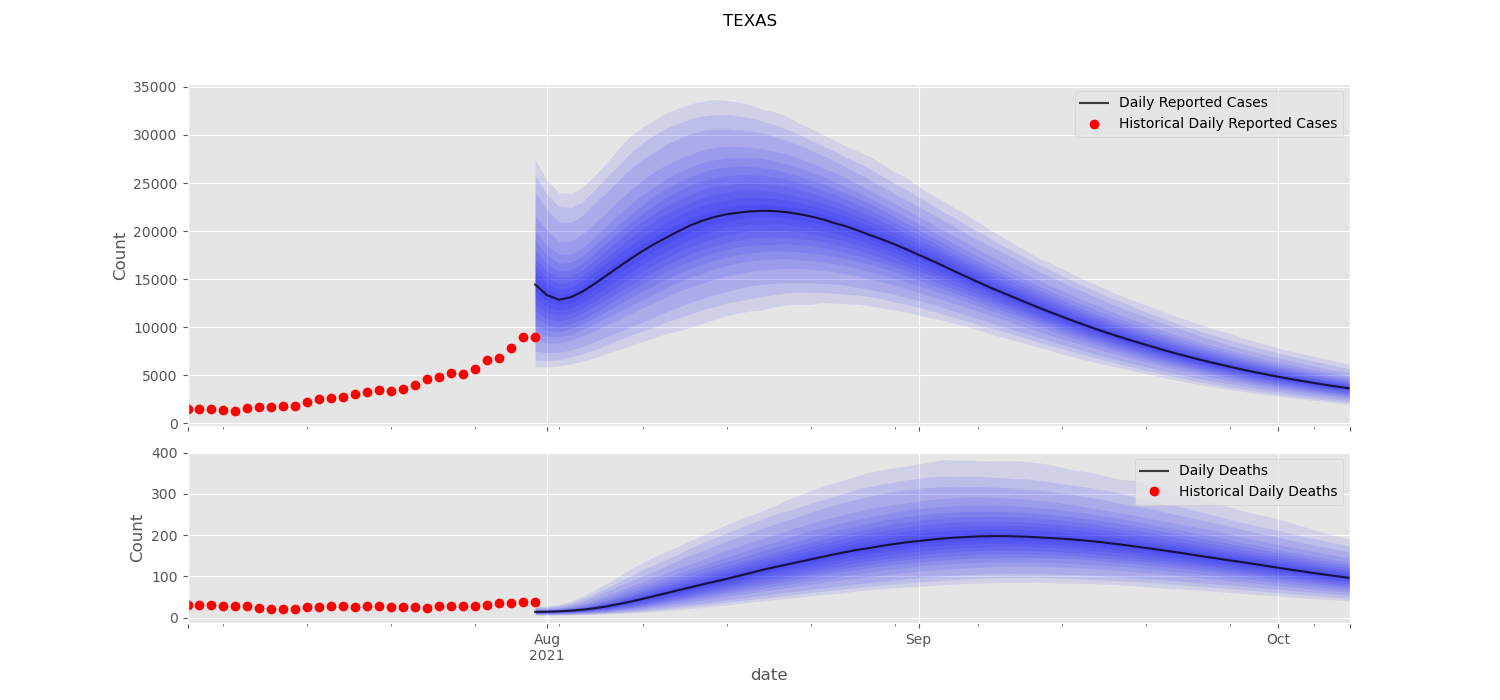 TEXAS
35000
30000
25000
20000
15000
10000
5000
0
Count
Daily Reported Cases
Historical Daily Reported Cases
400
300
200
100
0
Count
Daily Deaths
Historical Daily Deaths
Aug
2021
Sep
Oct
date